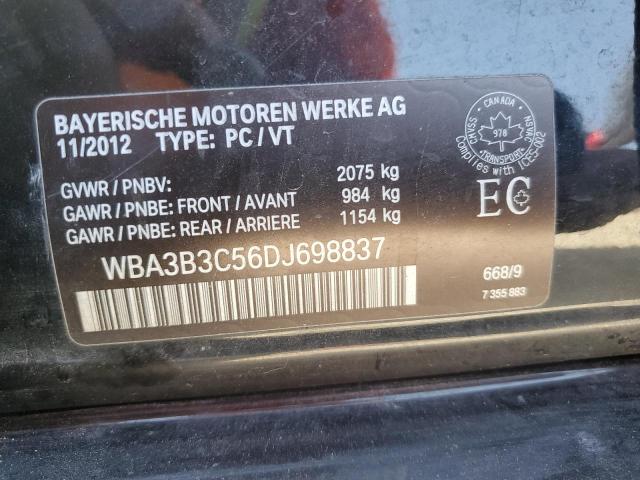 BAYERISCHE MOTOREN WERKE AG
11/2012 TYPE: PC / VT
GVWR / PNBV: 2075 kg
GAWR / PNBE: FRONT / AVANT 984 kg
GAWR / PNBE: REAR / ARRIERE 1154 kg
WBA3B3C56DJ698837
CANADA
CMVSS
NSVAC
978
TRANSPORT
COMPLIES WITH ICES-002
EC
668/9
7 355 883